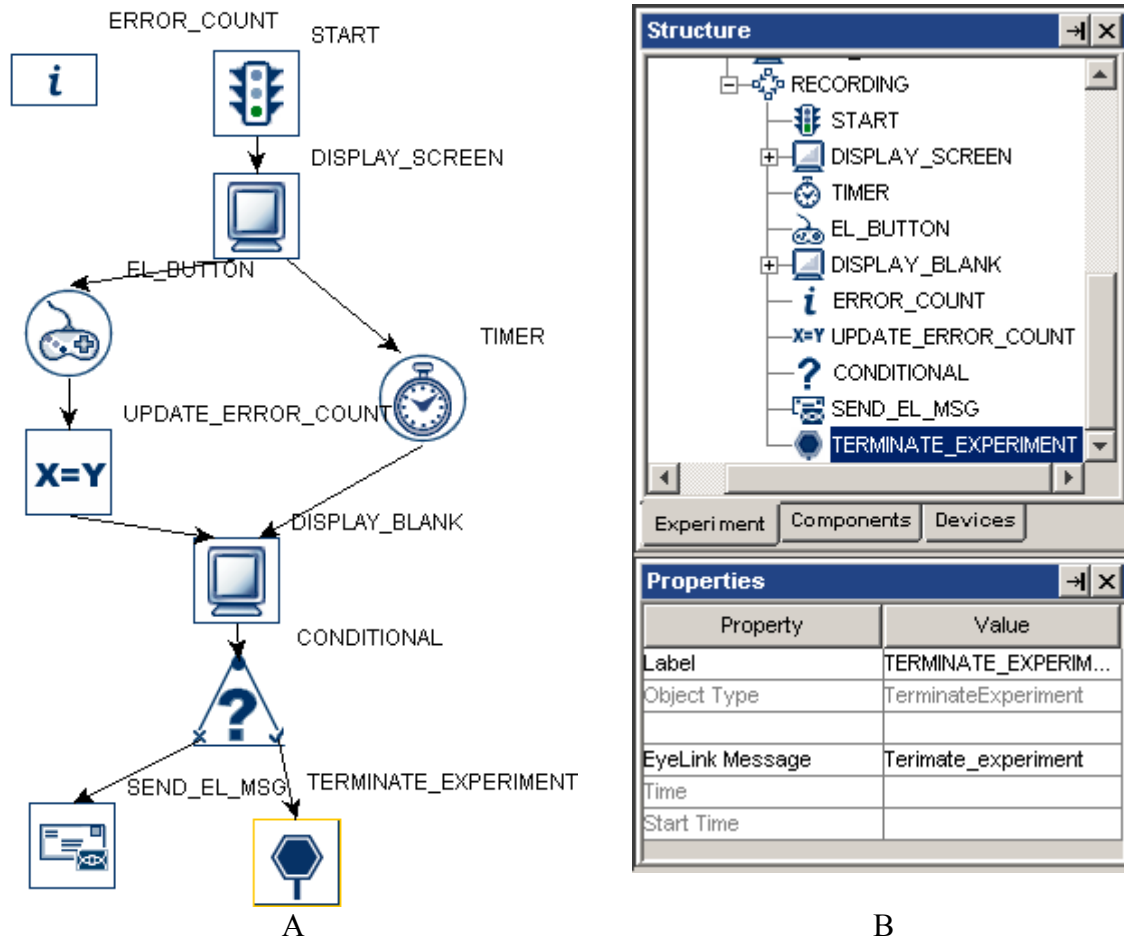 ERROR_COUNT
START
i
DISPLAY_SCREEN
EL_BUTTON
TIMER
UPDATE_ERROR_COUNT
X=Y
DISPLAY_BLANK
CONDITIONAL
?
SEND_EL_MSG
TERMINATE_EXPERIMENT
A
Structure
RECORDING
START
DISPLAY_SCREEN
TIMER
EL_BUTTON
DISPLAY_BLANK
i ERROR_COUNT
X=Y UPDATE_ERROR_COUNT
? CONDITIONAL
SEND_EL_MSG
TERMINATE_EXPERIMENT
Experiment Components Devices
Properties
Property Value
Label TERMINATE_EXPERIM...
Object Type TerminateExperiment
EyeLink Message Terimate_experiment
Time
Start Time
B